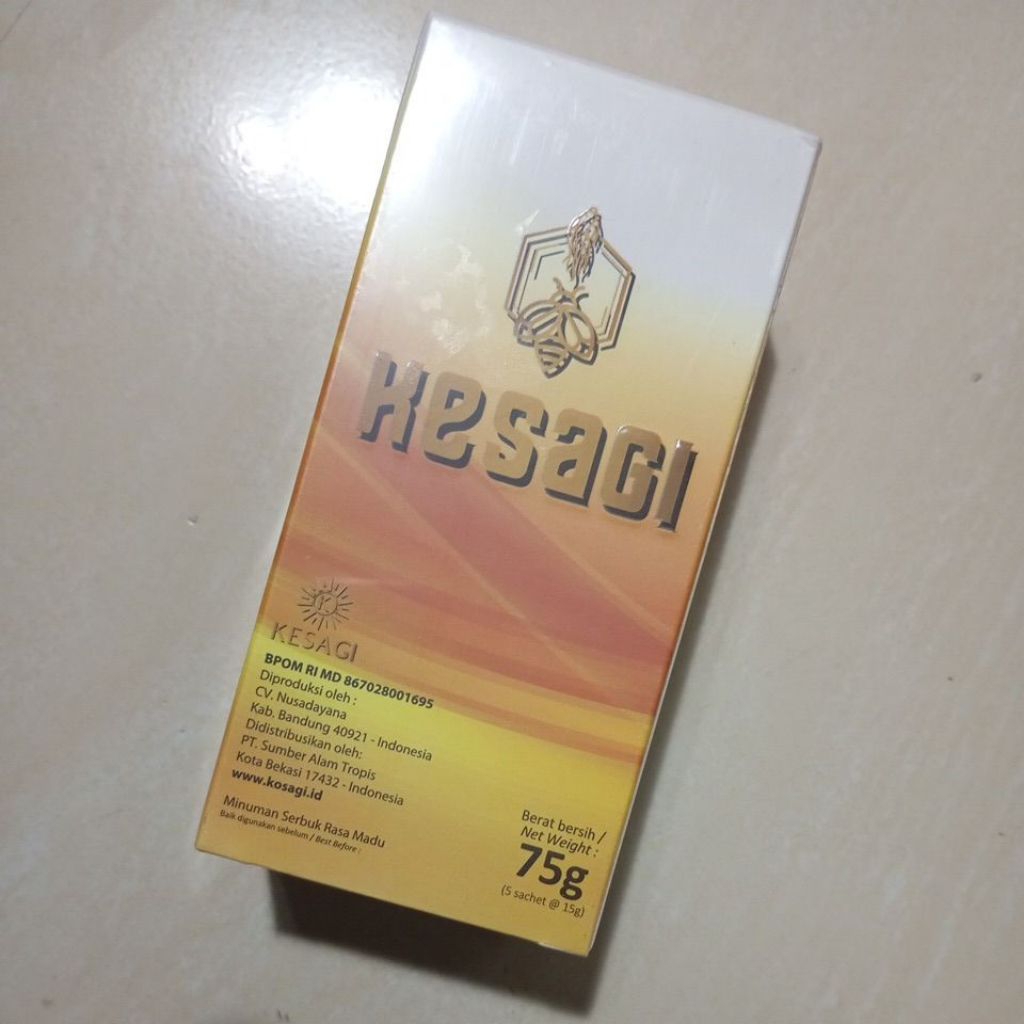 KESAGI
KESAGI
BPOM RI MD 867028001695
Diproduksi oleh :
CV. Nusadayana
Kab. Bandung 40921 - Indonesia
Didistribusikan oleh:
PT. Sumber Alam Tropis
Kota Bekasi 17432 - Indonesia
www.kosagi.id
Minuman Serbuk Rasa Madu
Baik digunakan sebelum / Best Before :
Berat bersih /
Net Weight :
75g
(5 sachet @ 15g)